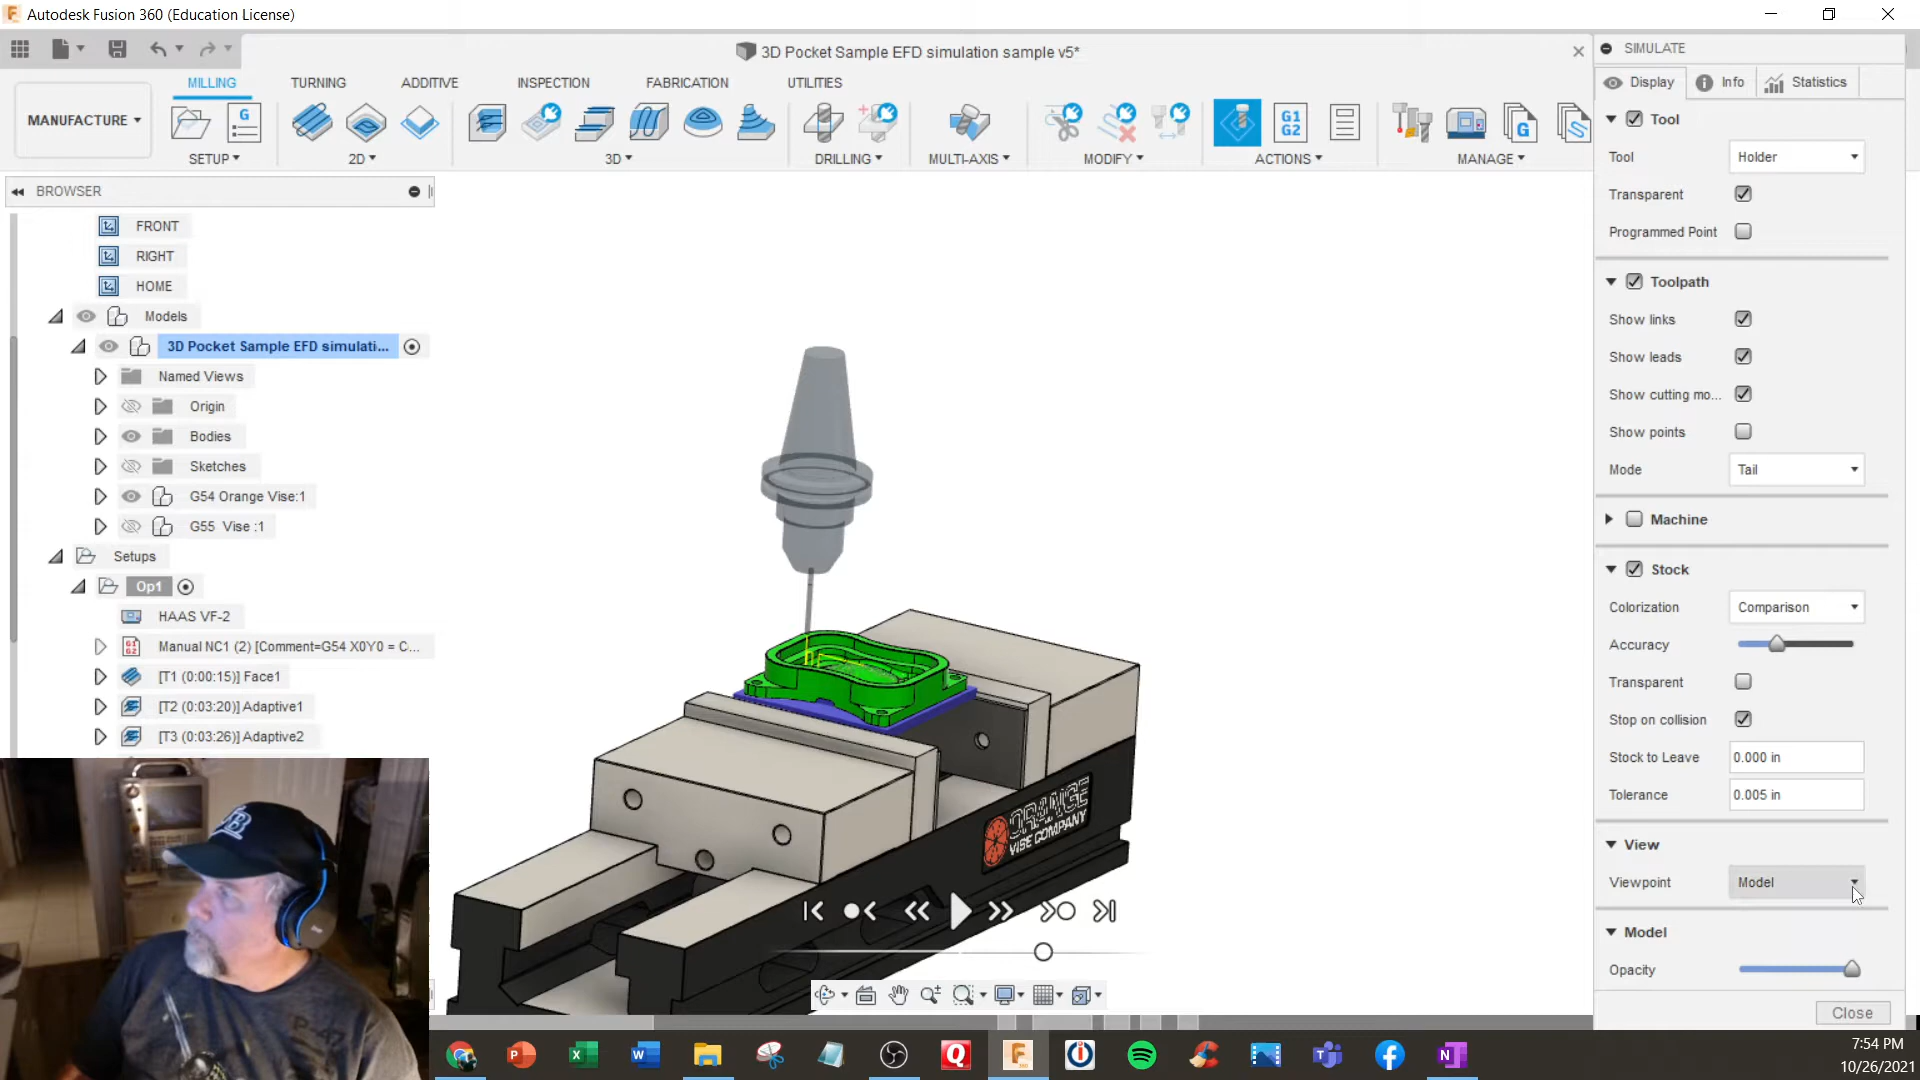 Autodesk Fusion 360 (Education License)
3D Pocket Sample EFD simulation sample v5*
MANUFACTURE
MILLING
TURNING
ADDITIVE
INSPECTION
FABRICATION
UTILITIES
G
G1
G2
G
SETUP
2D
3D
DRILLING
MULTI-AXIS
MODIFY
ACTIONS
MANAGE
BROWSER
FRONT
RIGHT
HOME
Models
3D Pocket Sample EFD simulati...
Named Views
Origin
Bodies
Sketches
G54 Orange Vise:1
G55 Vise :1
Setups
Op1
HAAS VF-2
Manual NC1 (2) [Comment=G54 X0Y0 = C...
[T1 (0:00:15)] Face1
[T2 (0:03:20)] Adaptive1
[T3 (0:03:26)] Adaptive2
ORANGE
VISE COMPANY
SIMULATE
Display
Info
Statistics
Tool
Tool Holder
Transparent
Programmed Point
Toolpath
Show links
Show leads
Show cutting mo...
Show points
Mode Tail
Machine
Stock
Colorization Comparison
Accuracy
Transparent
Stop on collision
Stock to Leave 0.000 in
Tolerance 0.005 in
View
Viewpoint Model
Model
Opacity
Close
7:54 PM
10/26/2021